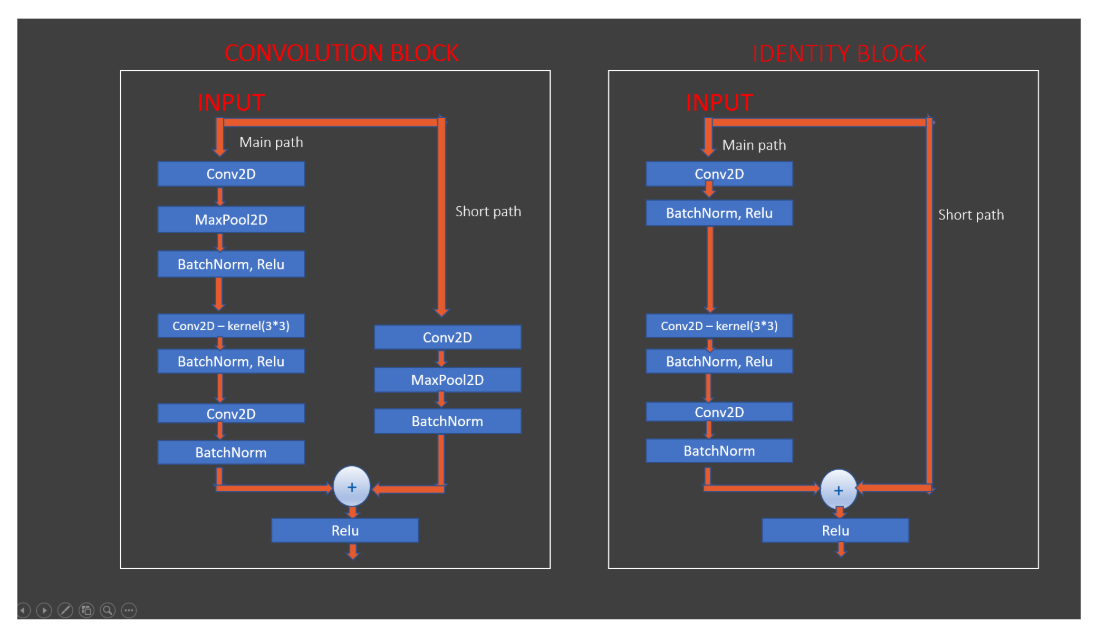 CONVOLUTION BLOCK
INPUT
Main path
Conv2D
MaxPool2D
BatchNorm, Relu
Conv2D – kernel(3*3)
BatchNorm, Relu
Conv2D
BatchNorm
Short path
Conv2D
MaxPool2D
BatchNorm
+
Relu
IDENTITY BLOCK
INPUT
Main path
Conv2D
BatchNorm, Relu
Conv2D – kernel(3*3)
BatchNorm, Relu
Conv2D
BatchNorm
Short path
+
Relu